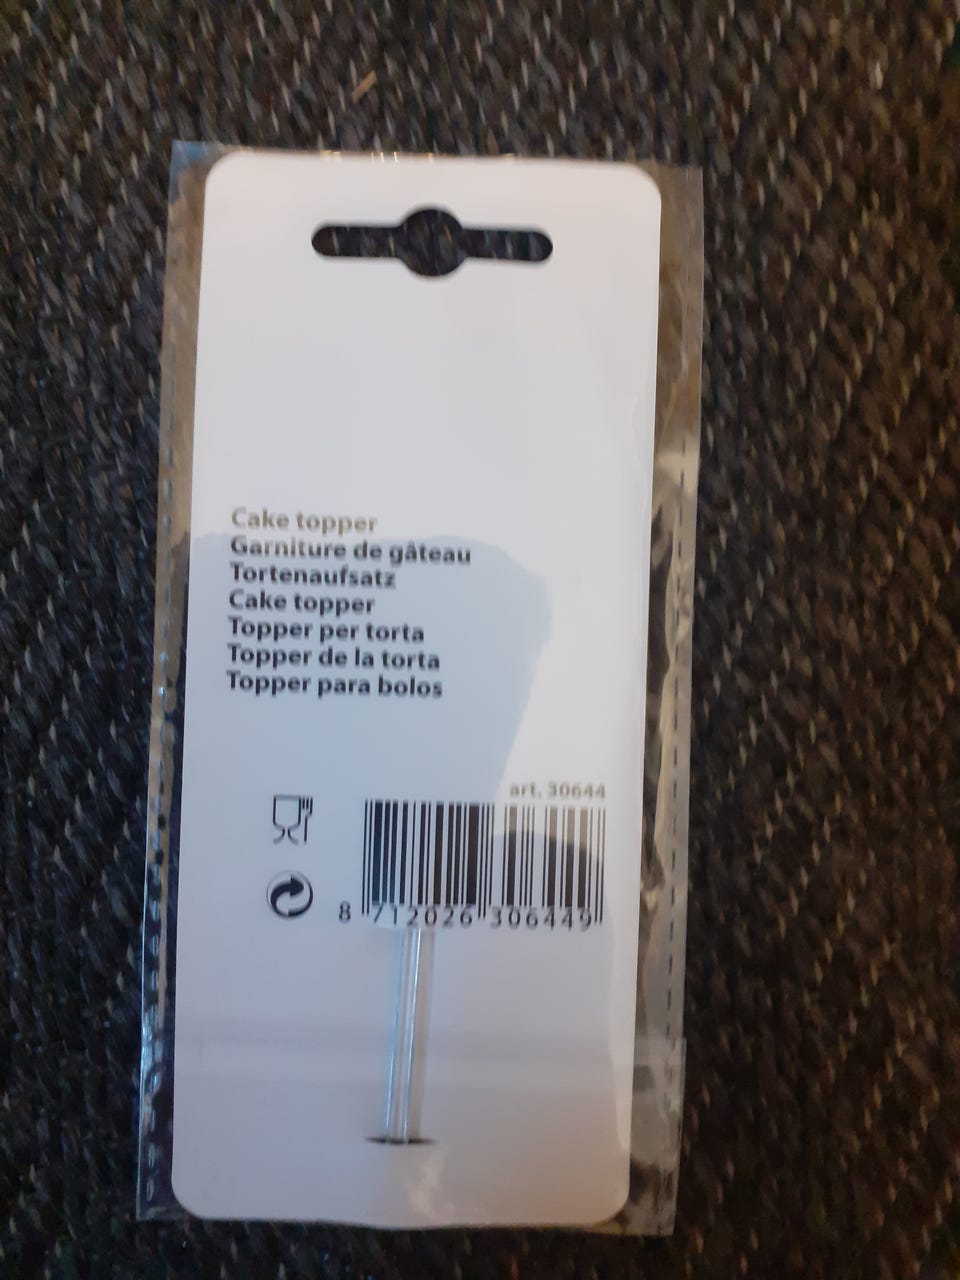 Cake topper
Garniture de gâteau
Tortenaufsatz
Cake topper
Topper per torta
Topper de la torta
Topper para bolos
art. 30644
8 712026 306449